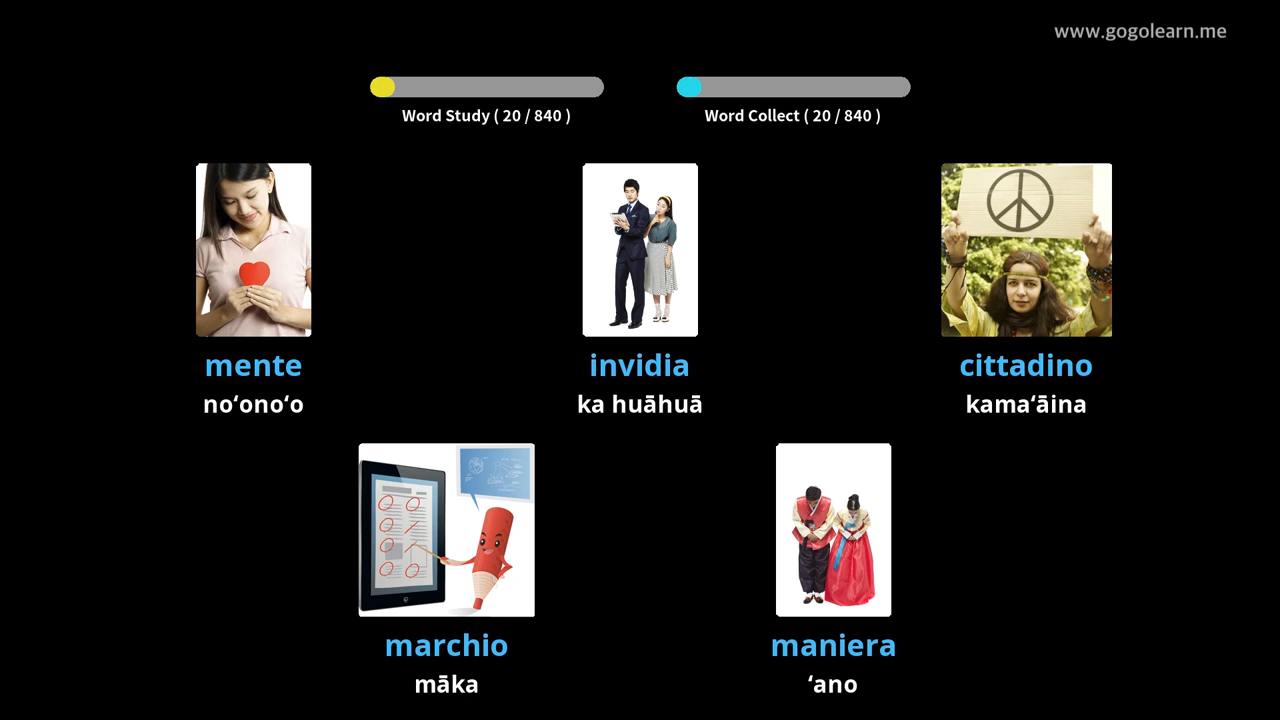 www.gogolearn.me
Word Study ( 20 / 840 )
Word Collect ( 20 / 840 )
mente
noʻonoʻo
invidia
ka huāhuā
cittadino
kamaʻāina
marchio
māka
maniera
ʻano